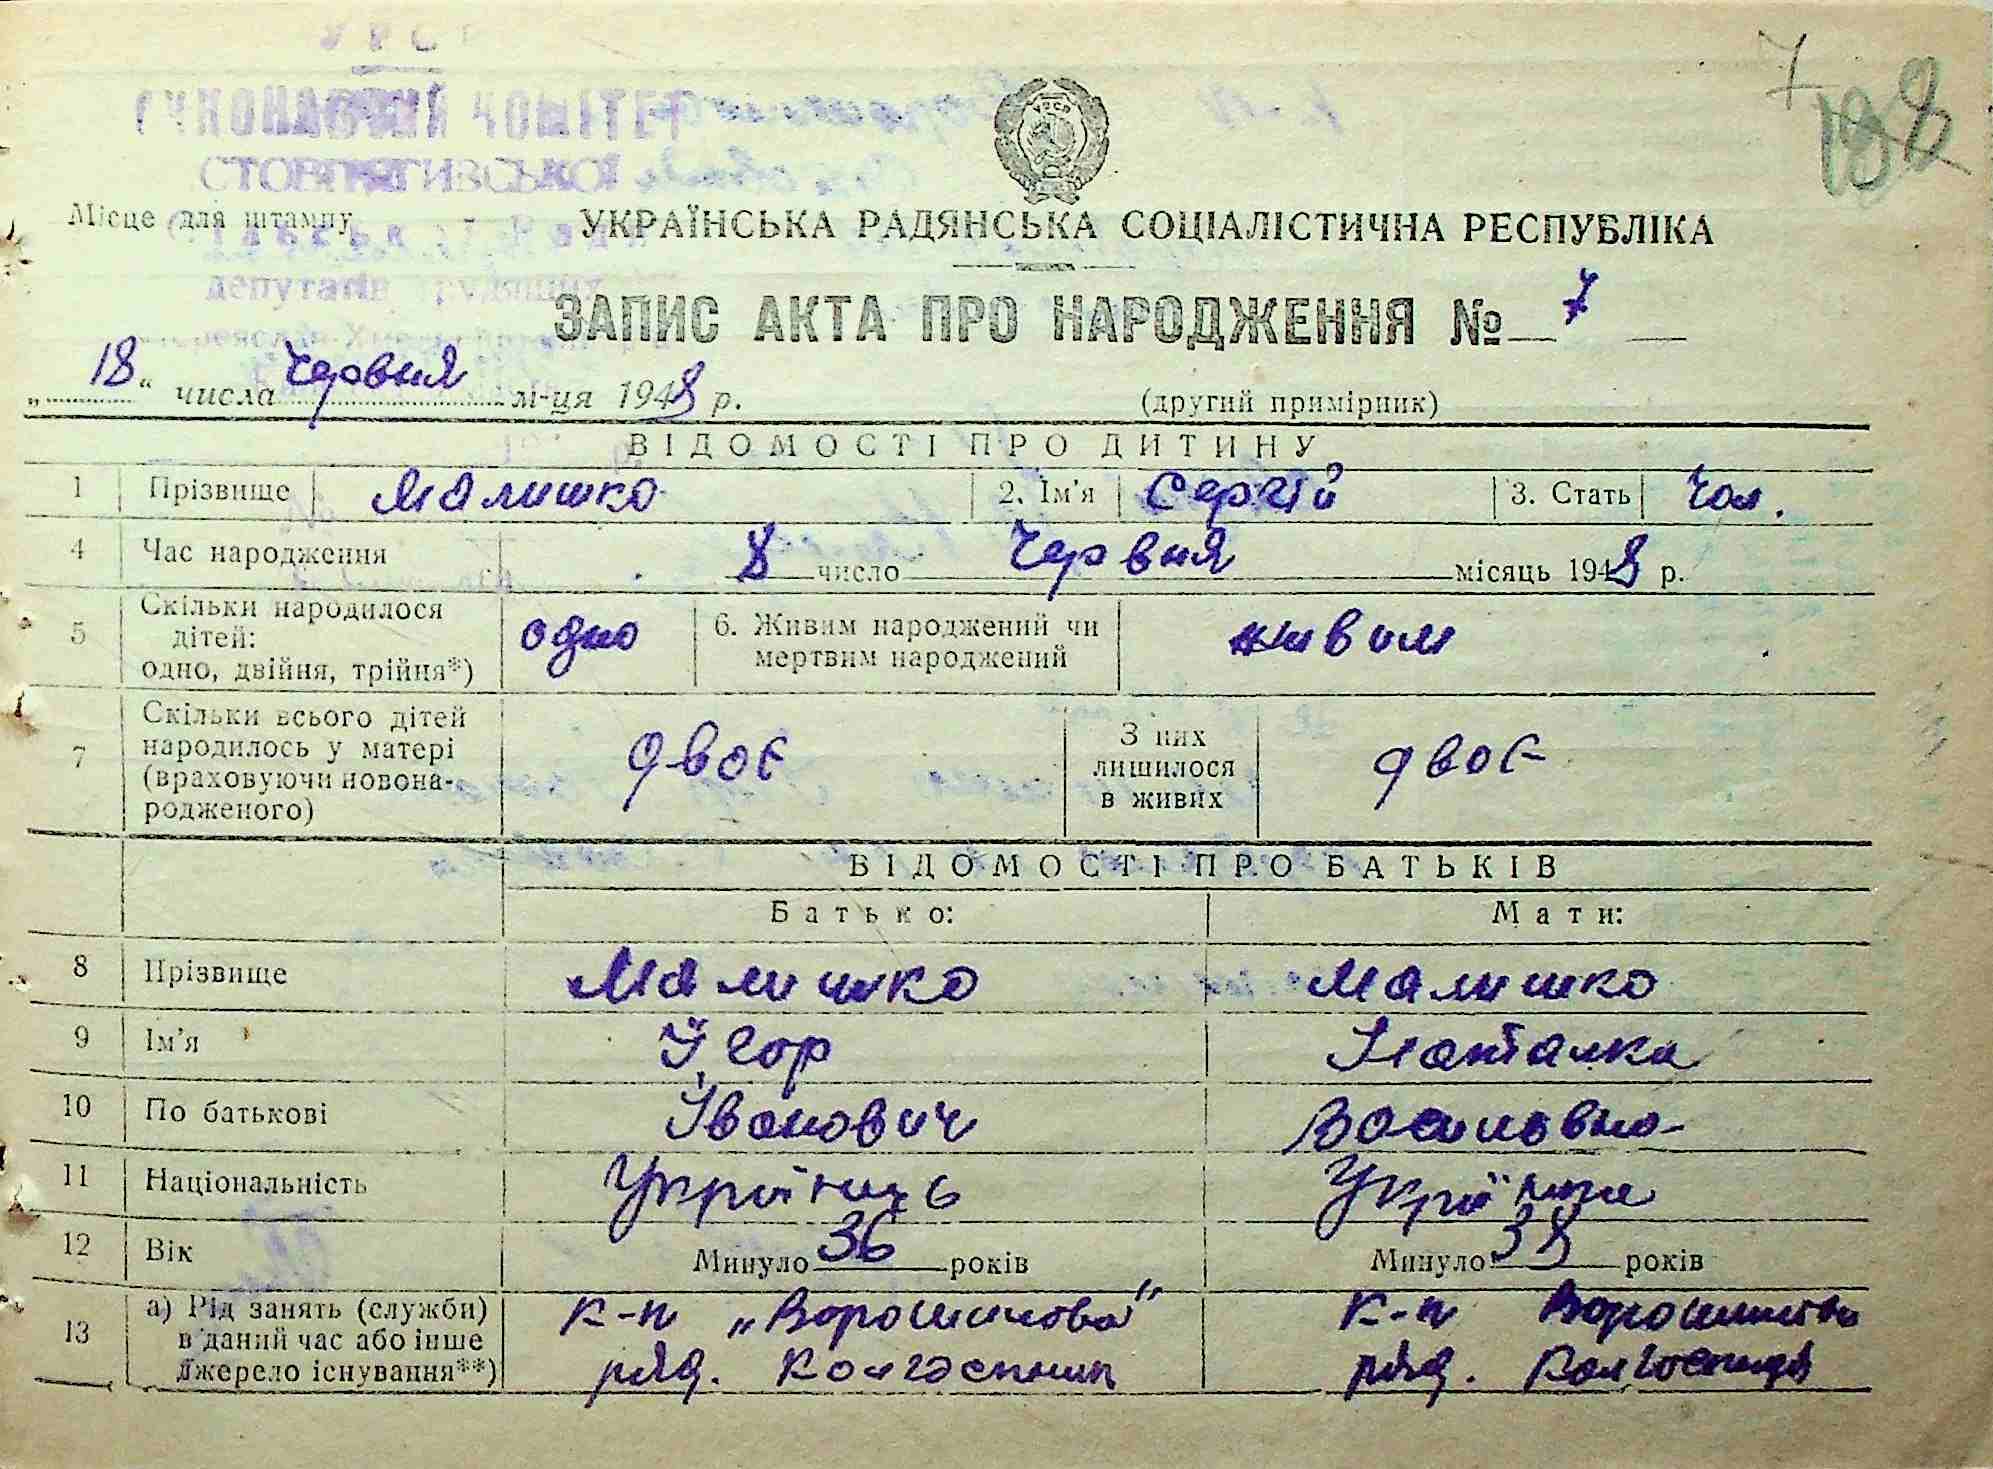 7
198
УРСР
ВИКОНАВЧИЙ КОМІТЕТ
СТОВПЯГИВСЬКОЇ
депутатів трудящих
Місце для штампу
УКРАЇНСЬКА РАДЯНСЬКА СОЦІАЛІСТИЧНА РЕСПУБЛІКА
ЗАПИС АКТА ПРО НАРОДЖЕННЯ № 7
„18“ числа Червня м-ця 1948 р.
(другий примірник)
ВІДОМОСТІ ПРО ДИТИНУ
1 Прізвище Малишко 2. Ім’я Сергій 3. Стать Чол.
4 Час народження 8 число Червня місяць 1948 р.
5 Скільки народилося дітей: одно, двійня, трійня*) одно 6. Живим народжений чи мертвим народжений живим
7 Скільки всього дітей народилось у матері (враховуючи новонародженого) двоє З них лишилося в живих двоє
ВІДОМОСТІ ПРО БАТЬКІВ
Батько: Мати:
8 Прізвище Малишко Малишко
9 Ім’я Ігор Наталка
10 По батькові Іванович Василівна
11 Національність Українець Українка
12 Вік Минуло 36 років Минуло 38 років
13 а) Рід занять (служби) в даний час або інше джерело існування**) к-п „Ворошилова“ к-п Ворошилова
ряд. колгоспник ряд. колгоспниця